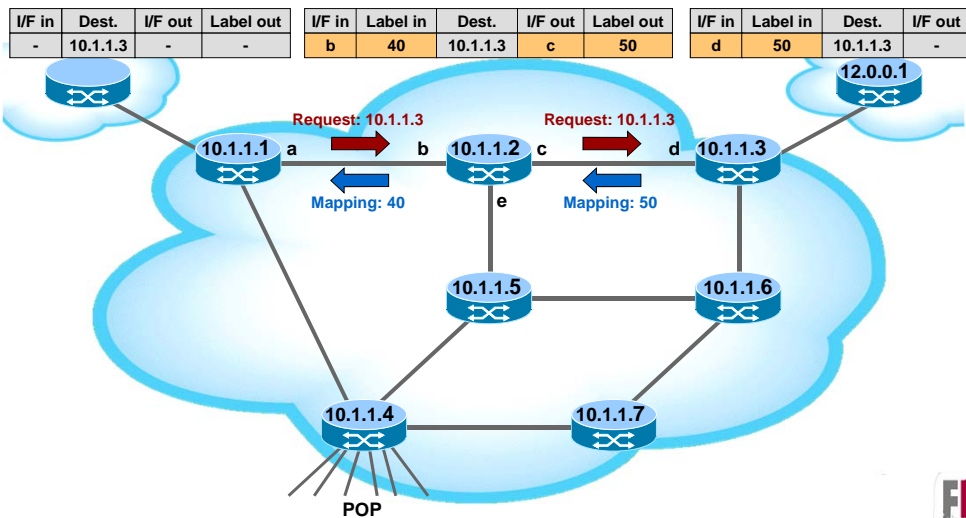 I/F in Dest. I/F out Label out
- 10.1.1.3 - -
I/F in Label in Dest. I/F out Label out
b 40 10.1.1.3 c 50
I/F in Label in Dest. I/F out
d 50 10.1.1.3 -
12.0.0.1
Request: 10.1.1.3
Request: 10.1.1.3
10.1.1.1 a b 10.1.1.2 c d 10.1.1.3
Mapping: 40
Mapping: 50
e
10.1.1.5
10.1.1.6
10.1.1.4
10.1.1.7
POP
F